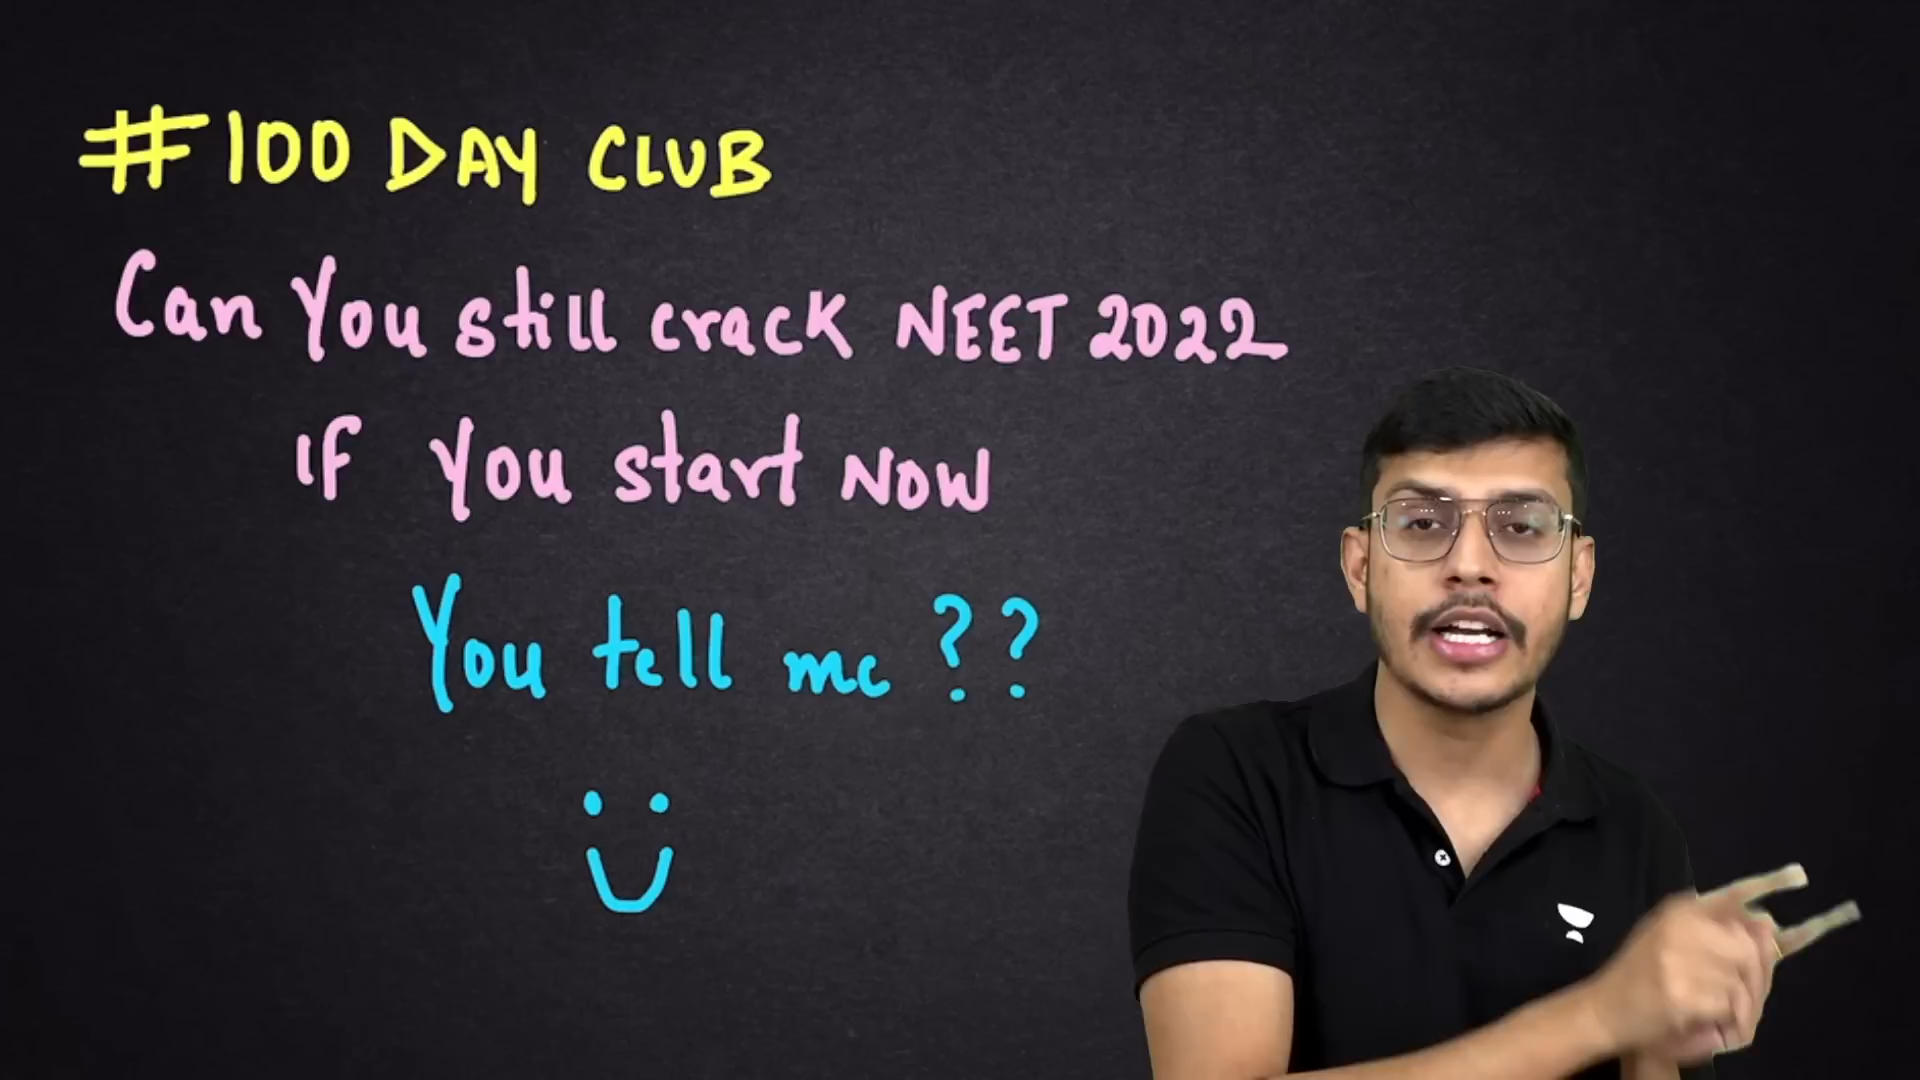 #100 DAY CLUB
Can You still crack NEET 2022
IF You start NOW
You tell me ??